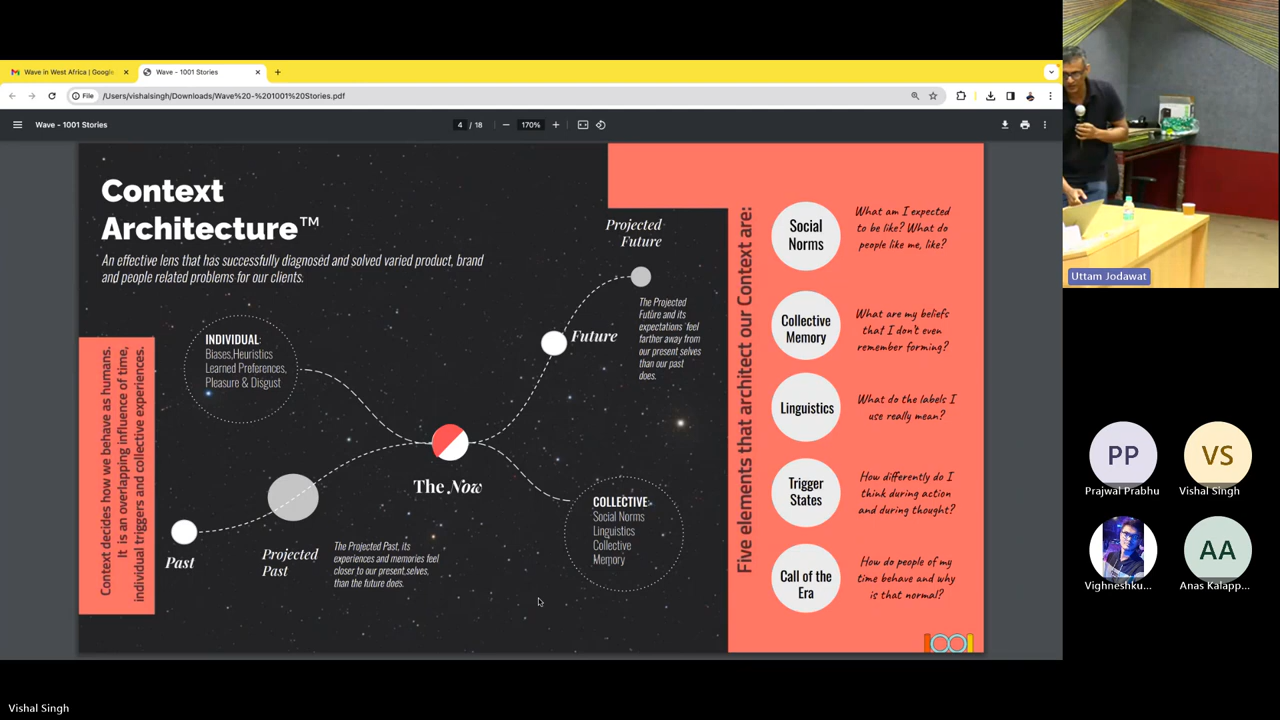 Wave in West Africa | Google
Wave - 1001 Stories
File
/Users/vishalsingh/Downloads/Wave%20-%201001%20Stories.pdf
Wave - 1001 Stories
4 / 18
170%
Context
Architecture™
An effective lens that has successfully diagnosed and solved varied product, brand
and people related problems for our clients.
Context decides how we behave as humans.
It is an overlapping influence of time,
individual triggers and collective experiences.
INDIVIDUAL
Biases,Heuristics
Learned Preferences,
Pleasure & Disgust
Past
Projected
Past
The Projected Past, its
experiences and memories feel
closer to our present,selves,
than the future does.
The Now
Future
Projected
Future
The Projected
Future and its
expectations 'feel
farther away from
our present selves
than our past
does.
COLLECTIVE
Social Norms
Linguistics
Collective
Memory
Five elements that architect our Context are:
Social
Norms
What am I expected
to be like? What do
people like me, like?
Collective
Memory
What are my beliefs
that I don't even
remember forming?
Linguistics
What do the labels I
use really mean?
Trigger
States
How differently do I
think during action
and during thought?
Call of the
Era
How do people of my
time behave and why
is that normal?
1001
Uttam Jodawat
PP
Prajwal Prabhu
VS
Vishal Singh
Vighneshku...
AA
Anas Kalapp...
Vishal Singh